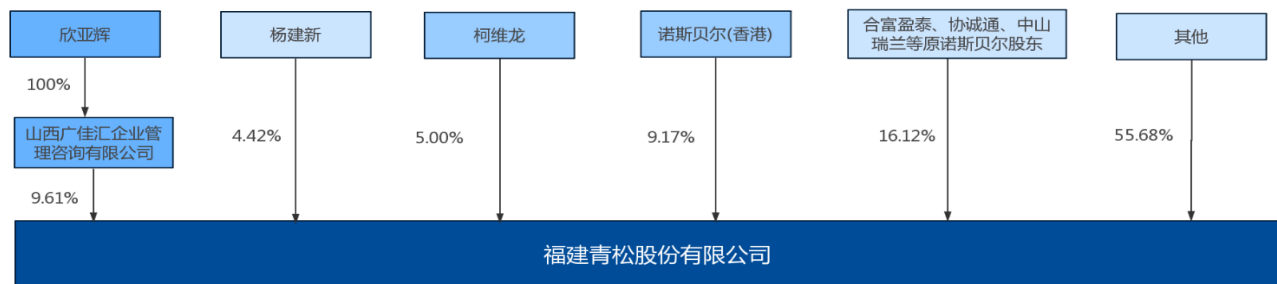 欣亚辉
杨建新
柯维龙
诺斯贝尔(香港)
合富盈泰、协诚通、中山
瑞兰等原诺斯贝尔股东
其他
100%
山西广佳汇企业管
理咨询有限公司
9.61%
4.42%
5.00%
9.17%
16.12%
55.68%
福建青松股份有限公司